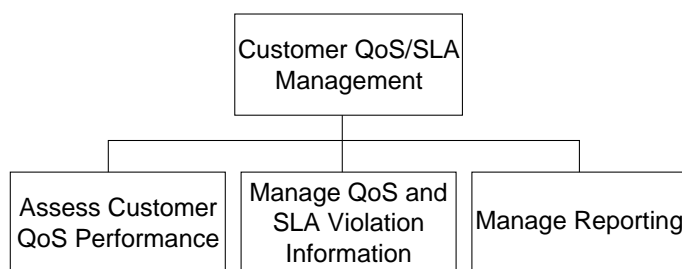 Customer QoS/SLA
Management
Assess Customer
QoS Performance
Manage QoS and
SLA Violation
Information
Manage Reporting